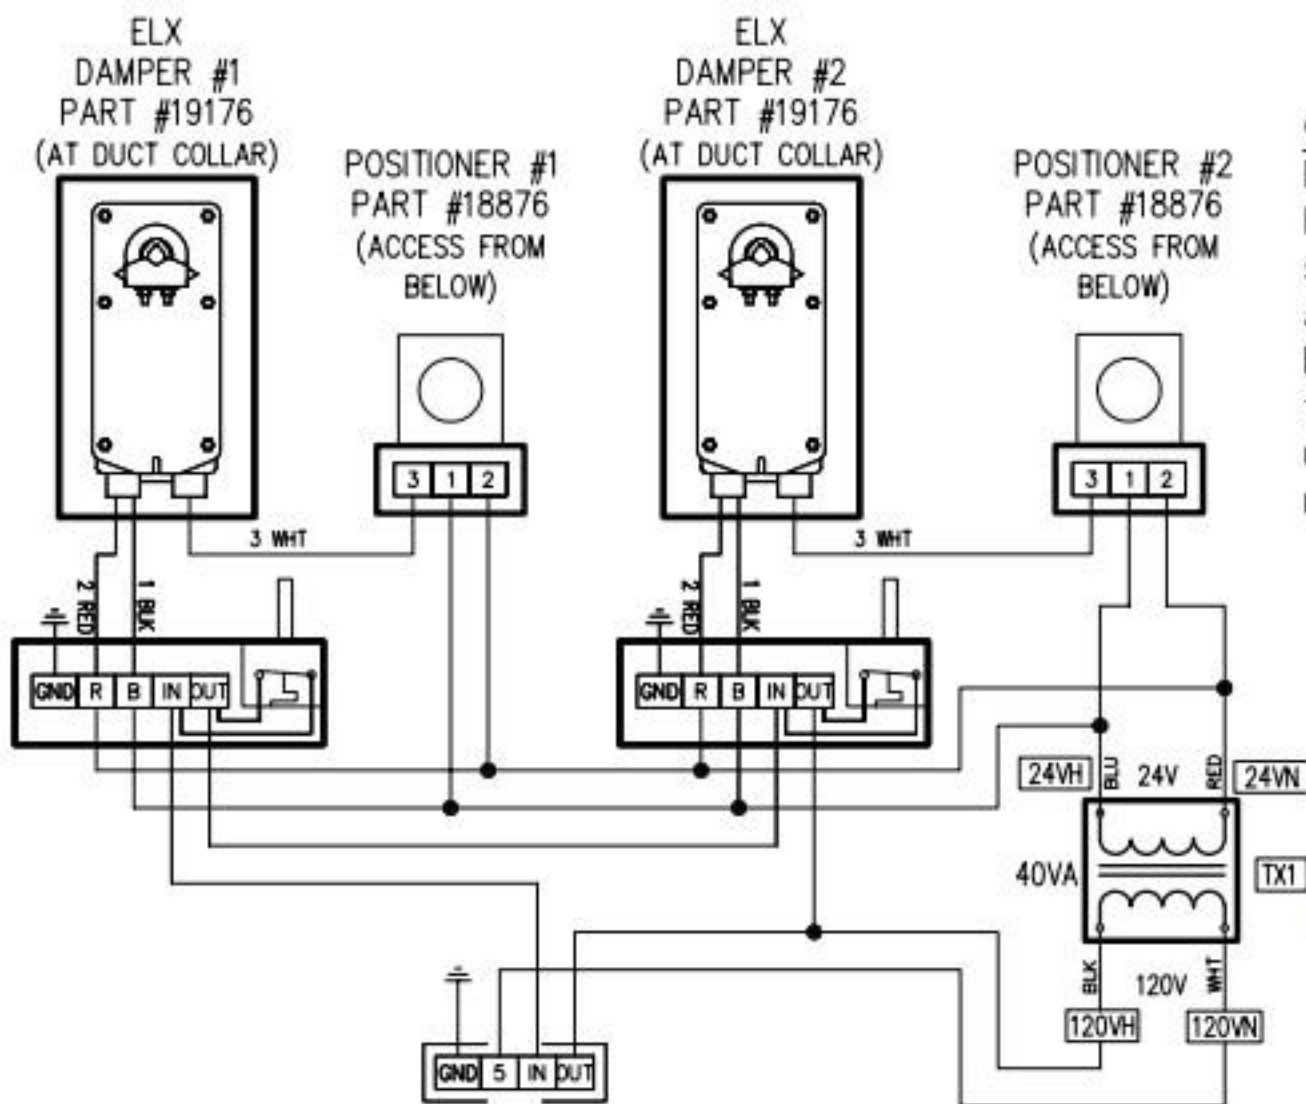 ELX
DAMPER #1
PART #19176
(AT DUCT COLLAR)
POSITIONER #1
PART #18876
(ACCESS FROM
BELOW)
ELX
DAMPER #2
PART #19176
(AT DUCT COLLAR)
POSITIONER #2
PART #18876
(ACCESS FROM
BELOW)
3 1 2
3 1 2
3 WHT
3 WHT
2 RED
1 BLK
2 RED
1 BLK
GND R B IN OUT
GND R B IN OUT
24VH BLU 24V RED 24VN
40VA
TX1
BLK 120V WHT
120VH 120VN
GND 5 IN OUT